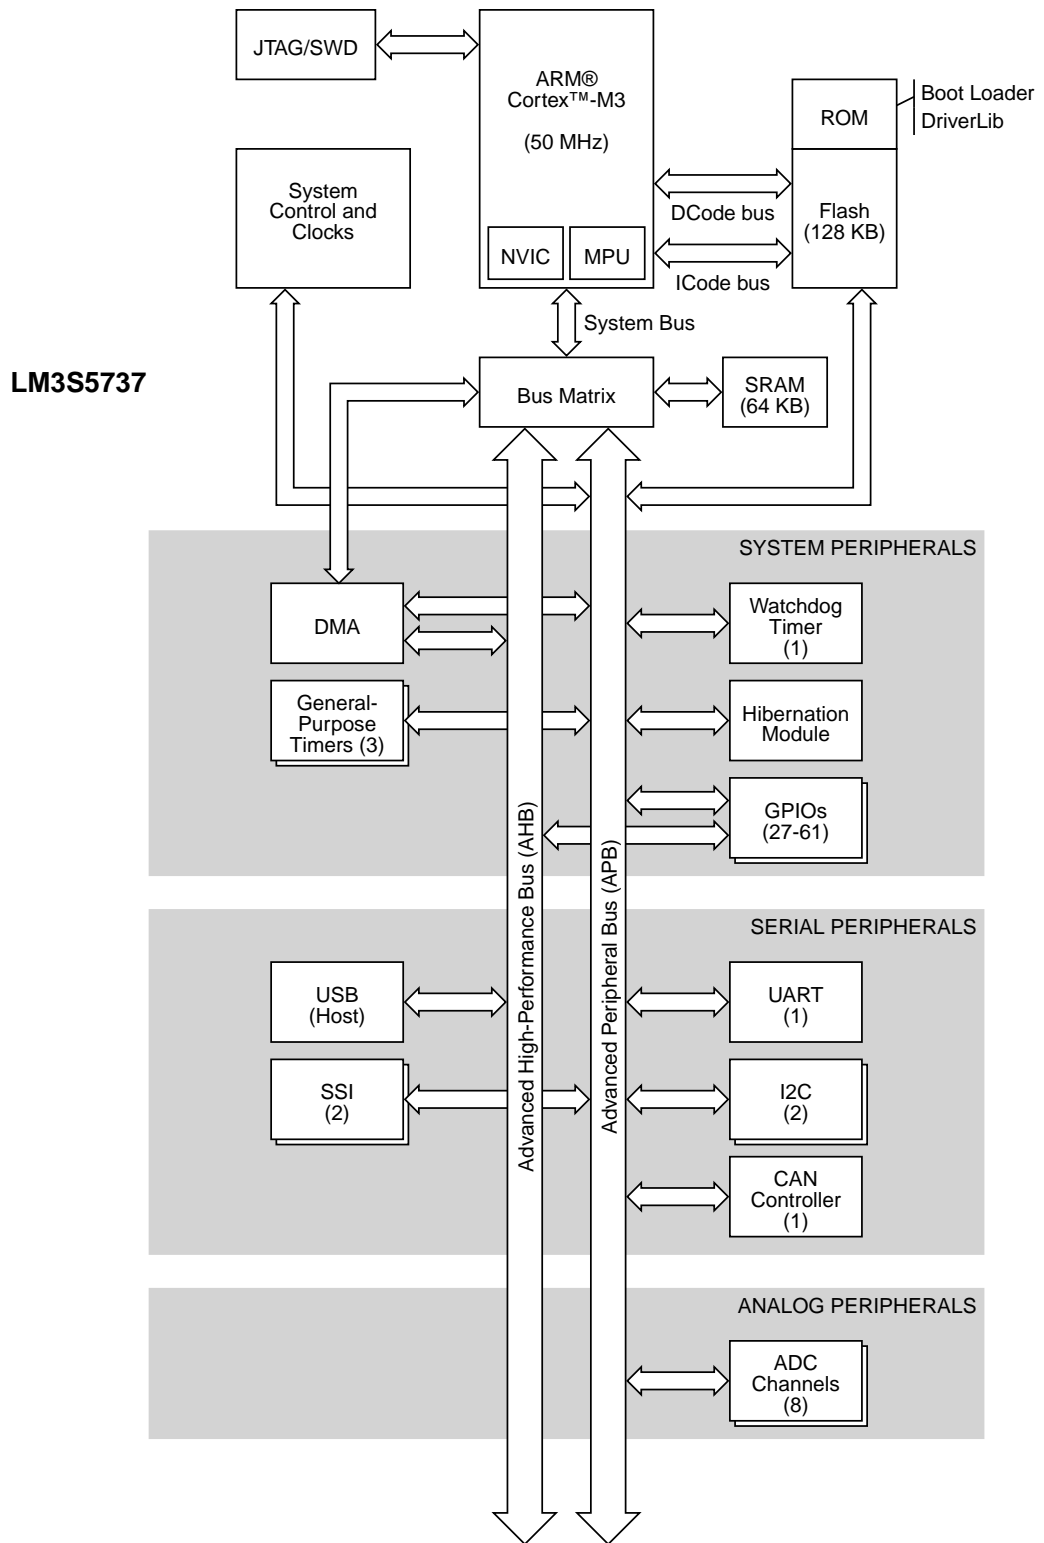 JTAG/SWD
ARM®
Cortex™-M3
(50 MHz)
NVIC
MPU
ROM
Boot Loader
DriverLib
Flash
(128 KB)
DCode bus
ICode bus
System
Control and
Clocks
System Bus
LM3S5737
Bus Matrix
SRAM
(64 KB)
SYSTEM PERIPHERALS
DMA
Watchdog
Timer
(1)
General-
Purpose
Timers (3)
Hibernation
Module
GPIOs
(27-61)
Advanced High-Performance Bus (AHB)
Advanced Peripheral Bus (APB)
SERIAL PERIPHERALS
USB
(Host)
UART
(1)
SSI
(2)
I2C
(2)
CAN
Controller
(1)
ANALOG PERIPHERALS
ADC
Channels
(8)